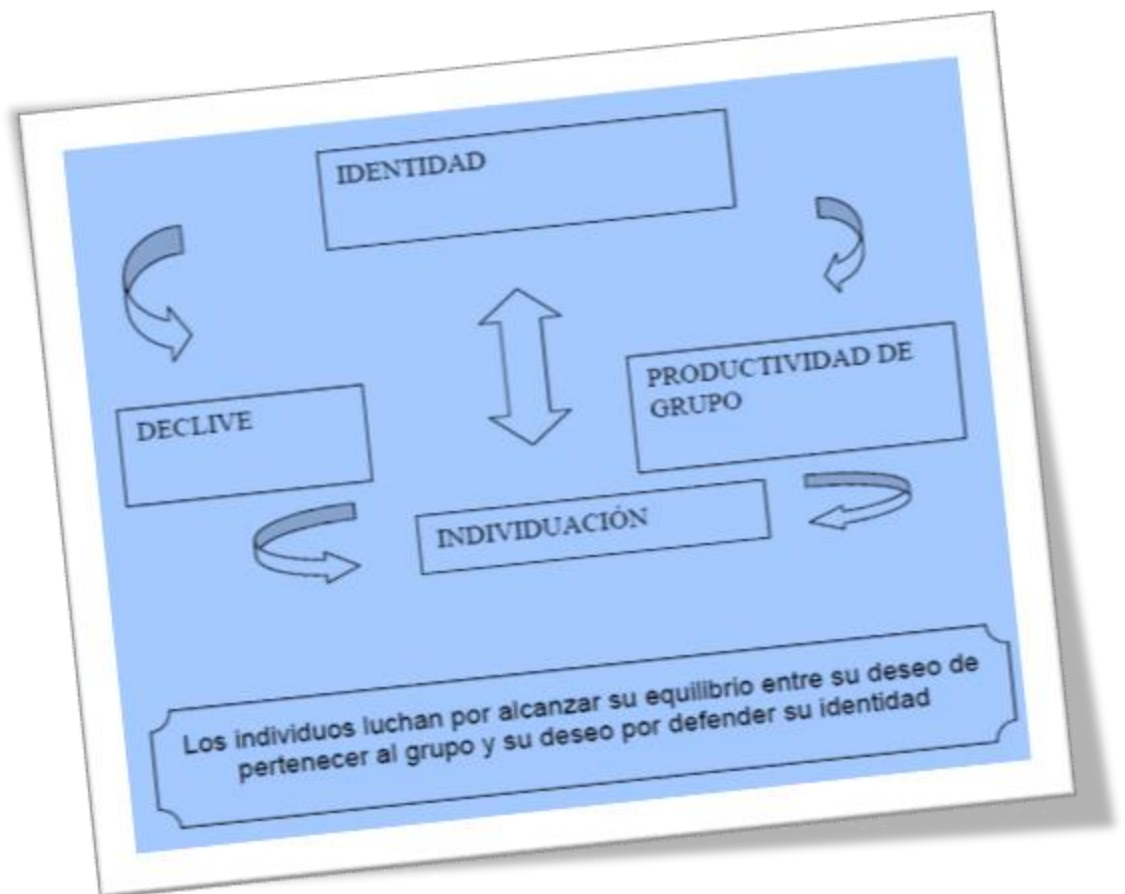 IDENTIDAD
PRODUCTIVIDAD DE
GRUPO
DECLIVE
INDIVIDUACIÓN
Los individuos luchan por alcanzar su equilibrio entre su deseo de
pertenecer al grupo y su deseo por defender su identidad